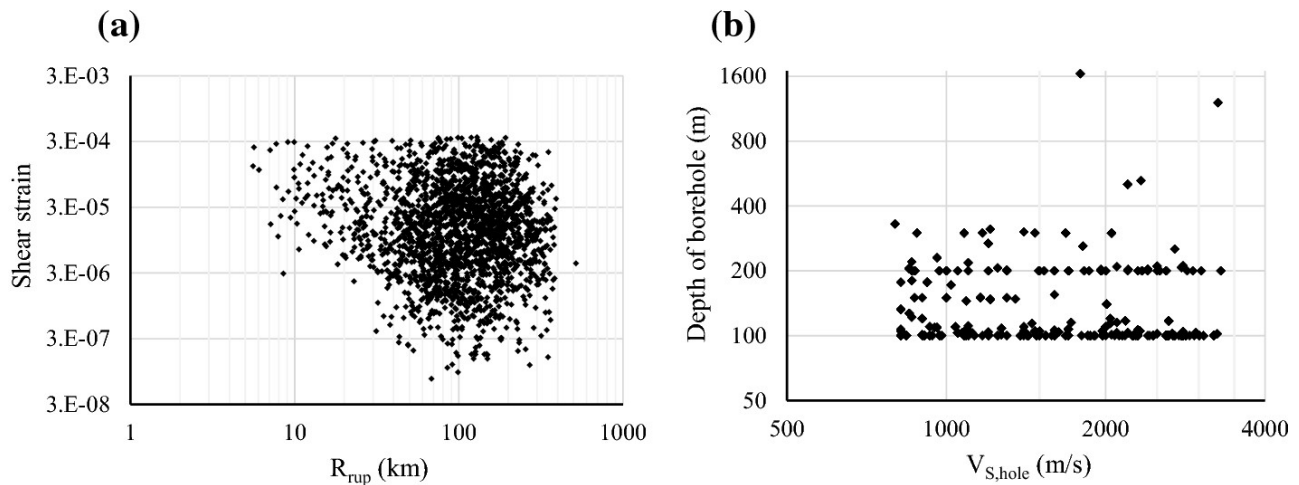 (a)
3.E-03
3.E-04
3.E-05
3.E-06
3.E-07
3.E-08
Shear strain
1 10 100 1000
Rrup (km)
(b)
1600
800
400
200
100
50
Depth of borehole (m)
500 1000 2000 4000
VS,hole (m/s)